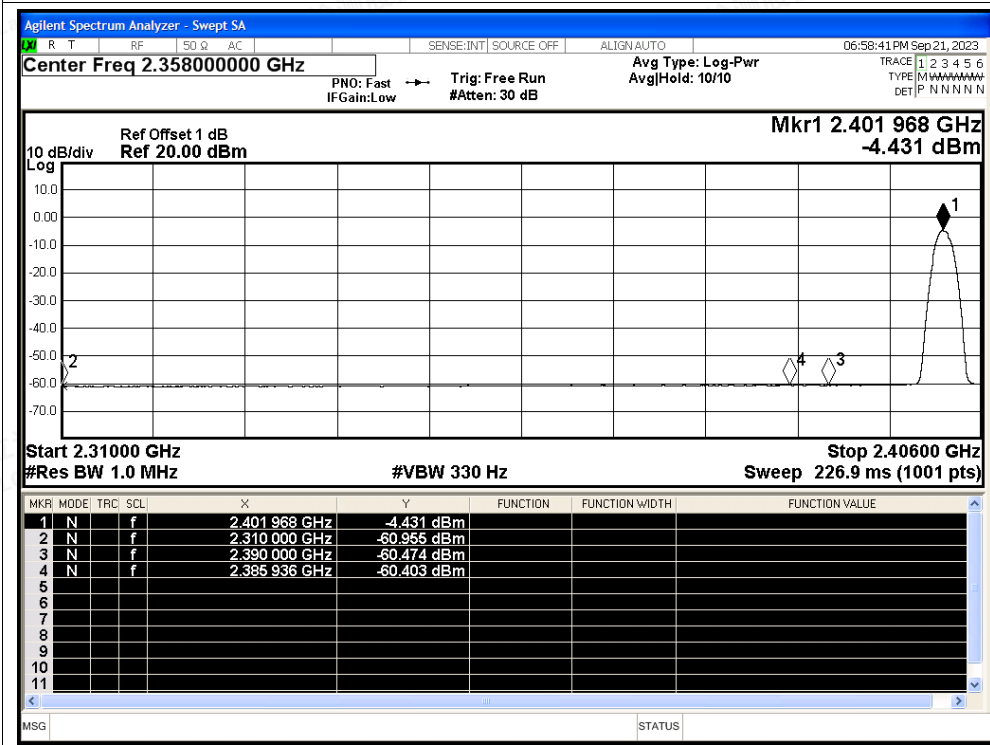 Agilent Spectrum Analyzer - Swept SA
LXI R T RF 50 Ω AC SENSE:INT SOURCE OFF ALIGN AUTO 06:58:41 PM Sep 21, 2023
Center Freq 2.358000000 GHz
PNO: Fast
IFGain:Low
Trig: Free Run
#Atten: 30 dB
Avg Type: Log-Pwr
Avg|Hold: 10/10
TRACE 1 2 3 4 5 6
TYPE M
DET P N N N N N
Mkr1 2.401 968 GHz
-4.431 dBm
Ref Offset 1 dB
10 dB/div Ref 20.00 dBm
Log
10.0
0.00
-10.0
-20.0
-30.0
-40.0
-50.0
-60.0
-70.0
1
2
4
3
Start 2.31000 GHz Stop 2.40600 GHz
#Res BW 1.0 MHz #VBW 330 Hz Sweep 226.9 ms (1001 pts)
MKR MODE TRC SCL X Y FUNCTION FUNCTION WIDTH FUNCTION VALUE
1 N f 2.401 968 GHz -4.431 dBm
2 N f 2.310 000 GHz -60.955 dBm
3 N f 2.390 000 GHz -60.474 dBm
4 N f 2.385 936 GHz -60.403 dBm
5
6
7
8
9
10
11
MSG STATUS